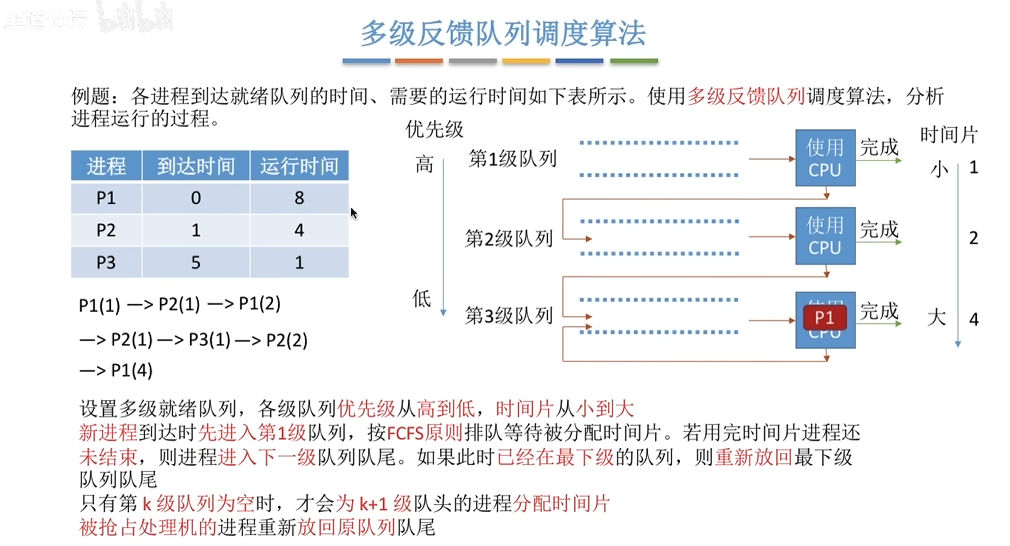 多级反馈队列调度算法
例题：各进程到达就绪队列的时间、需要的运行时间如下表所示。使用多级反馈队列调度算法，分析
进程运行的过程。
进程 到达时间 运行时间
P1 0 8
P2 1 4
P3 5 1
P1(1) —> P2(1) —> P1(2)
—> P2(1) —> P3(1) —> P2(2)
—> P1(4)
优先级
高
低
第1级队列
使用
CPU
完成
第2级队列
使用
CPU
完成
第3级队列
P1
CPU
完成
时间片
小 1
2
大 4
设置多级就绪队列，各级队列优先级从高到低，时间片从小到大
新进程到达时先进入第1级队列，按FCFS原则排队等待被分配时间片。若用完时间片进程还
未结束，则进程进入下一级队列队尾。如果此时已经在最下级的队列，则重新放回最下级
队列队尾
只有第 k 级队列为空时，才会为 k+1 级队头的进程分配时间片
被抢占处理机的进程重新放回原队列队尾
bilibili